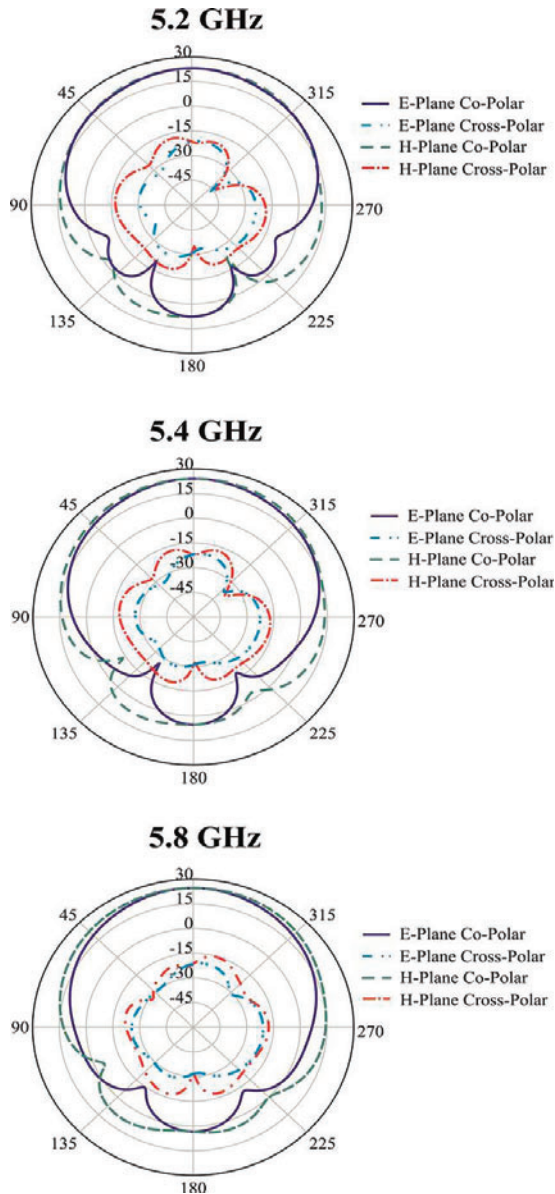 5.2 GHz
30
45
15
315
0
-15
-30
-45
90
270
135
225
180
E-Plane Co-Polar
E-Plane Cross-Polar
H-Plane Co-Polar
H-Plane Cross-Polar
5.4 GHz
30
45
15
315
0
-15
-30
-45
90
270
135
225
180
E-Plane Co-Polar
E-Plane Cross-Polar
H-Plane Co-Polar
H-Plane Cross-Polar
5.8 GHz
30
45
15
315
0
-15
-30
-45
90
270
135
225
180
E-Plane Co-Polar
E-Plane Cross-Polar
H-Plane Co-Polar
H-Plane Cross-Polar